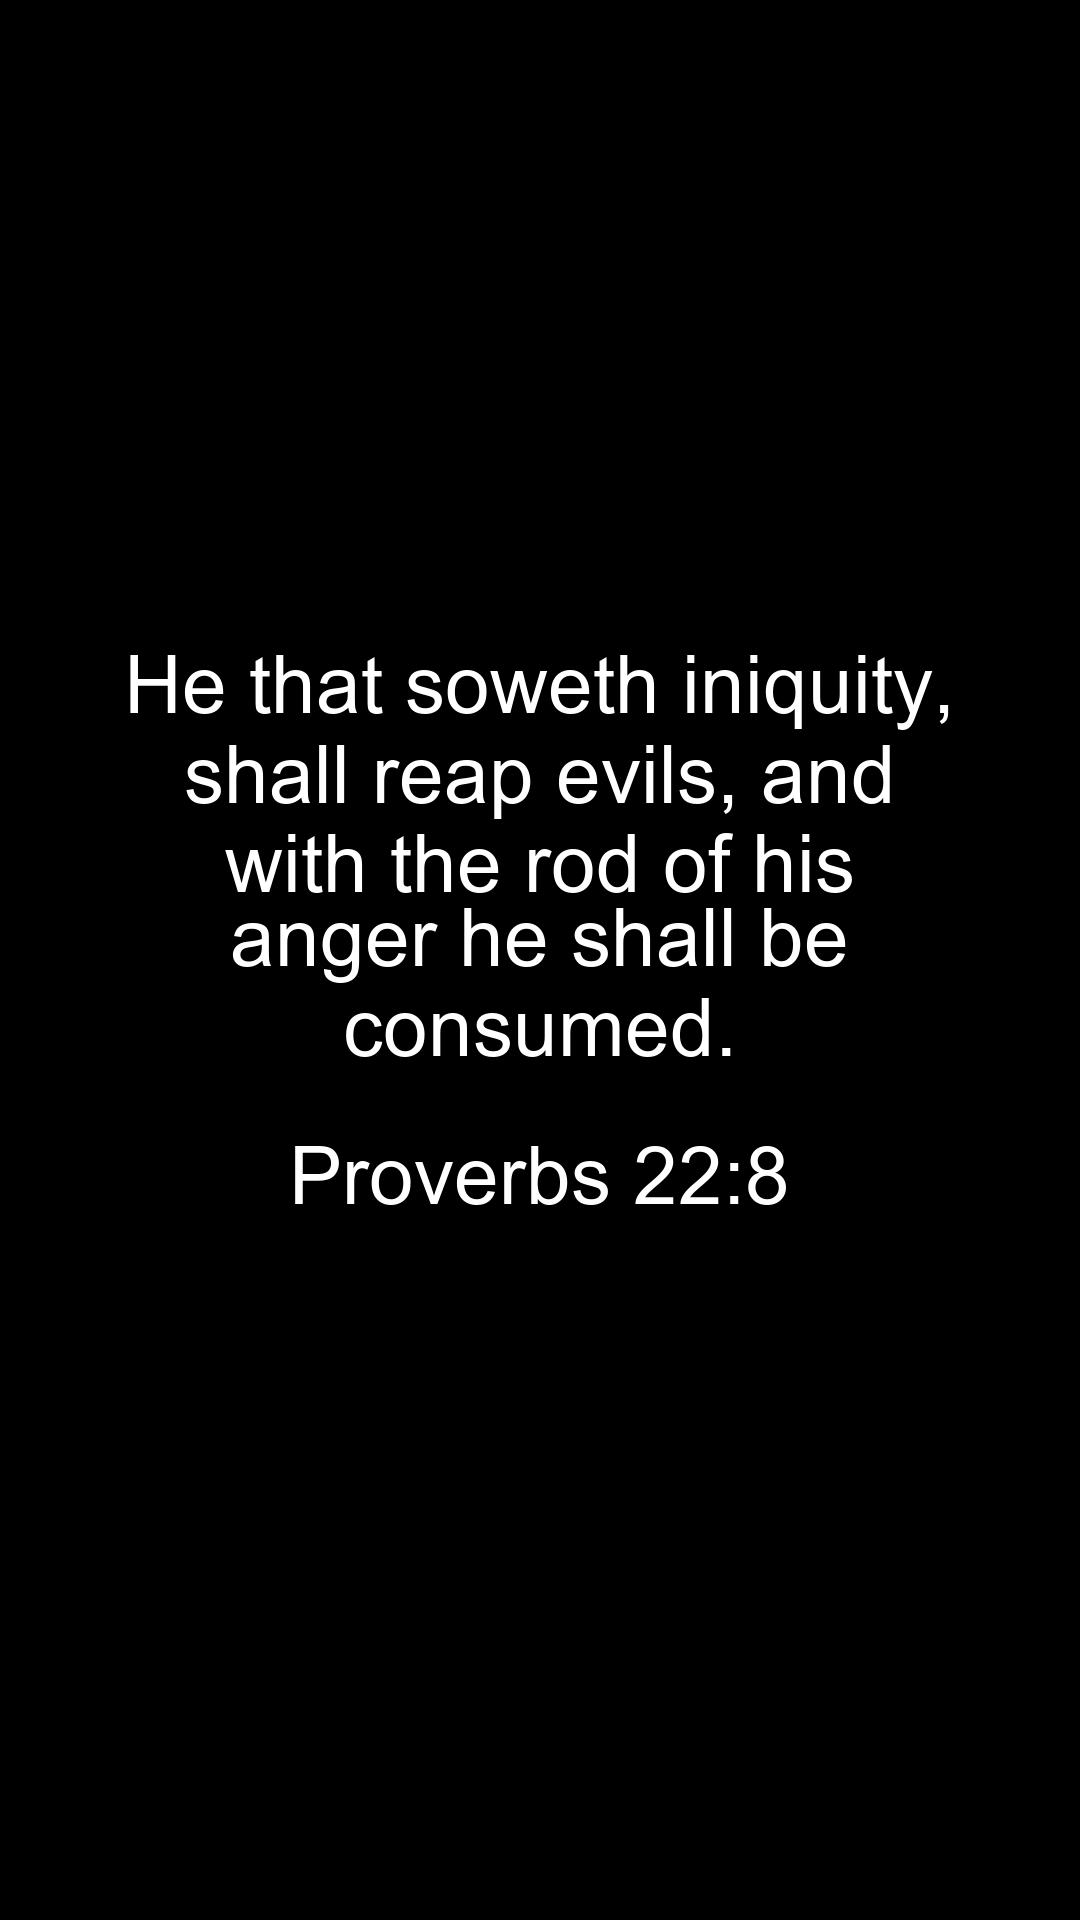 He that soweth iniquity,
shall reap evils, and
with the rod of his
anger he shall be
consumed.
Proverbs 22:8